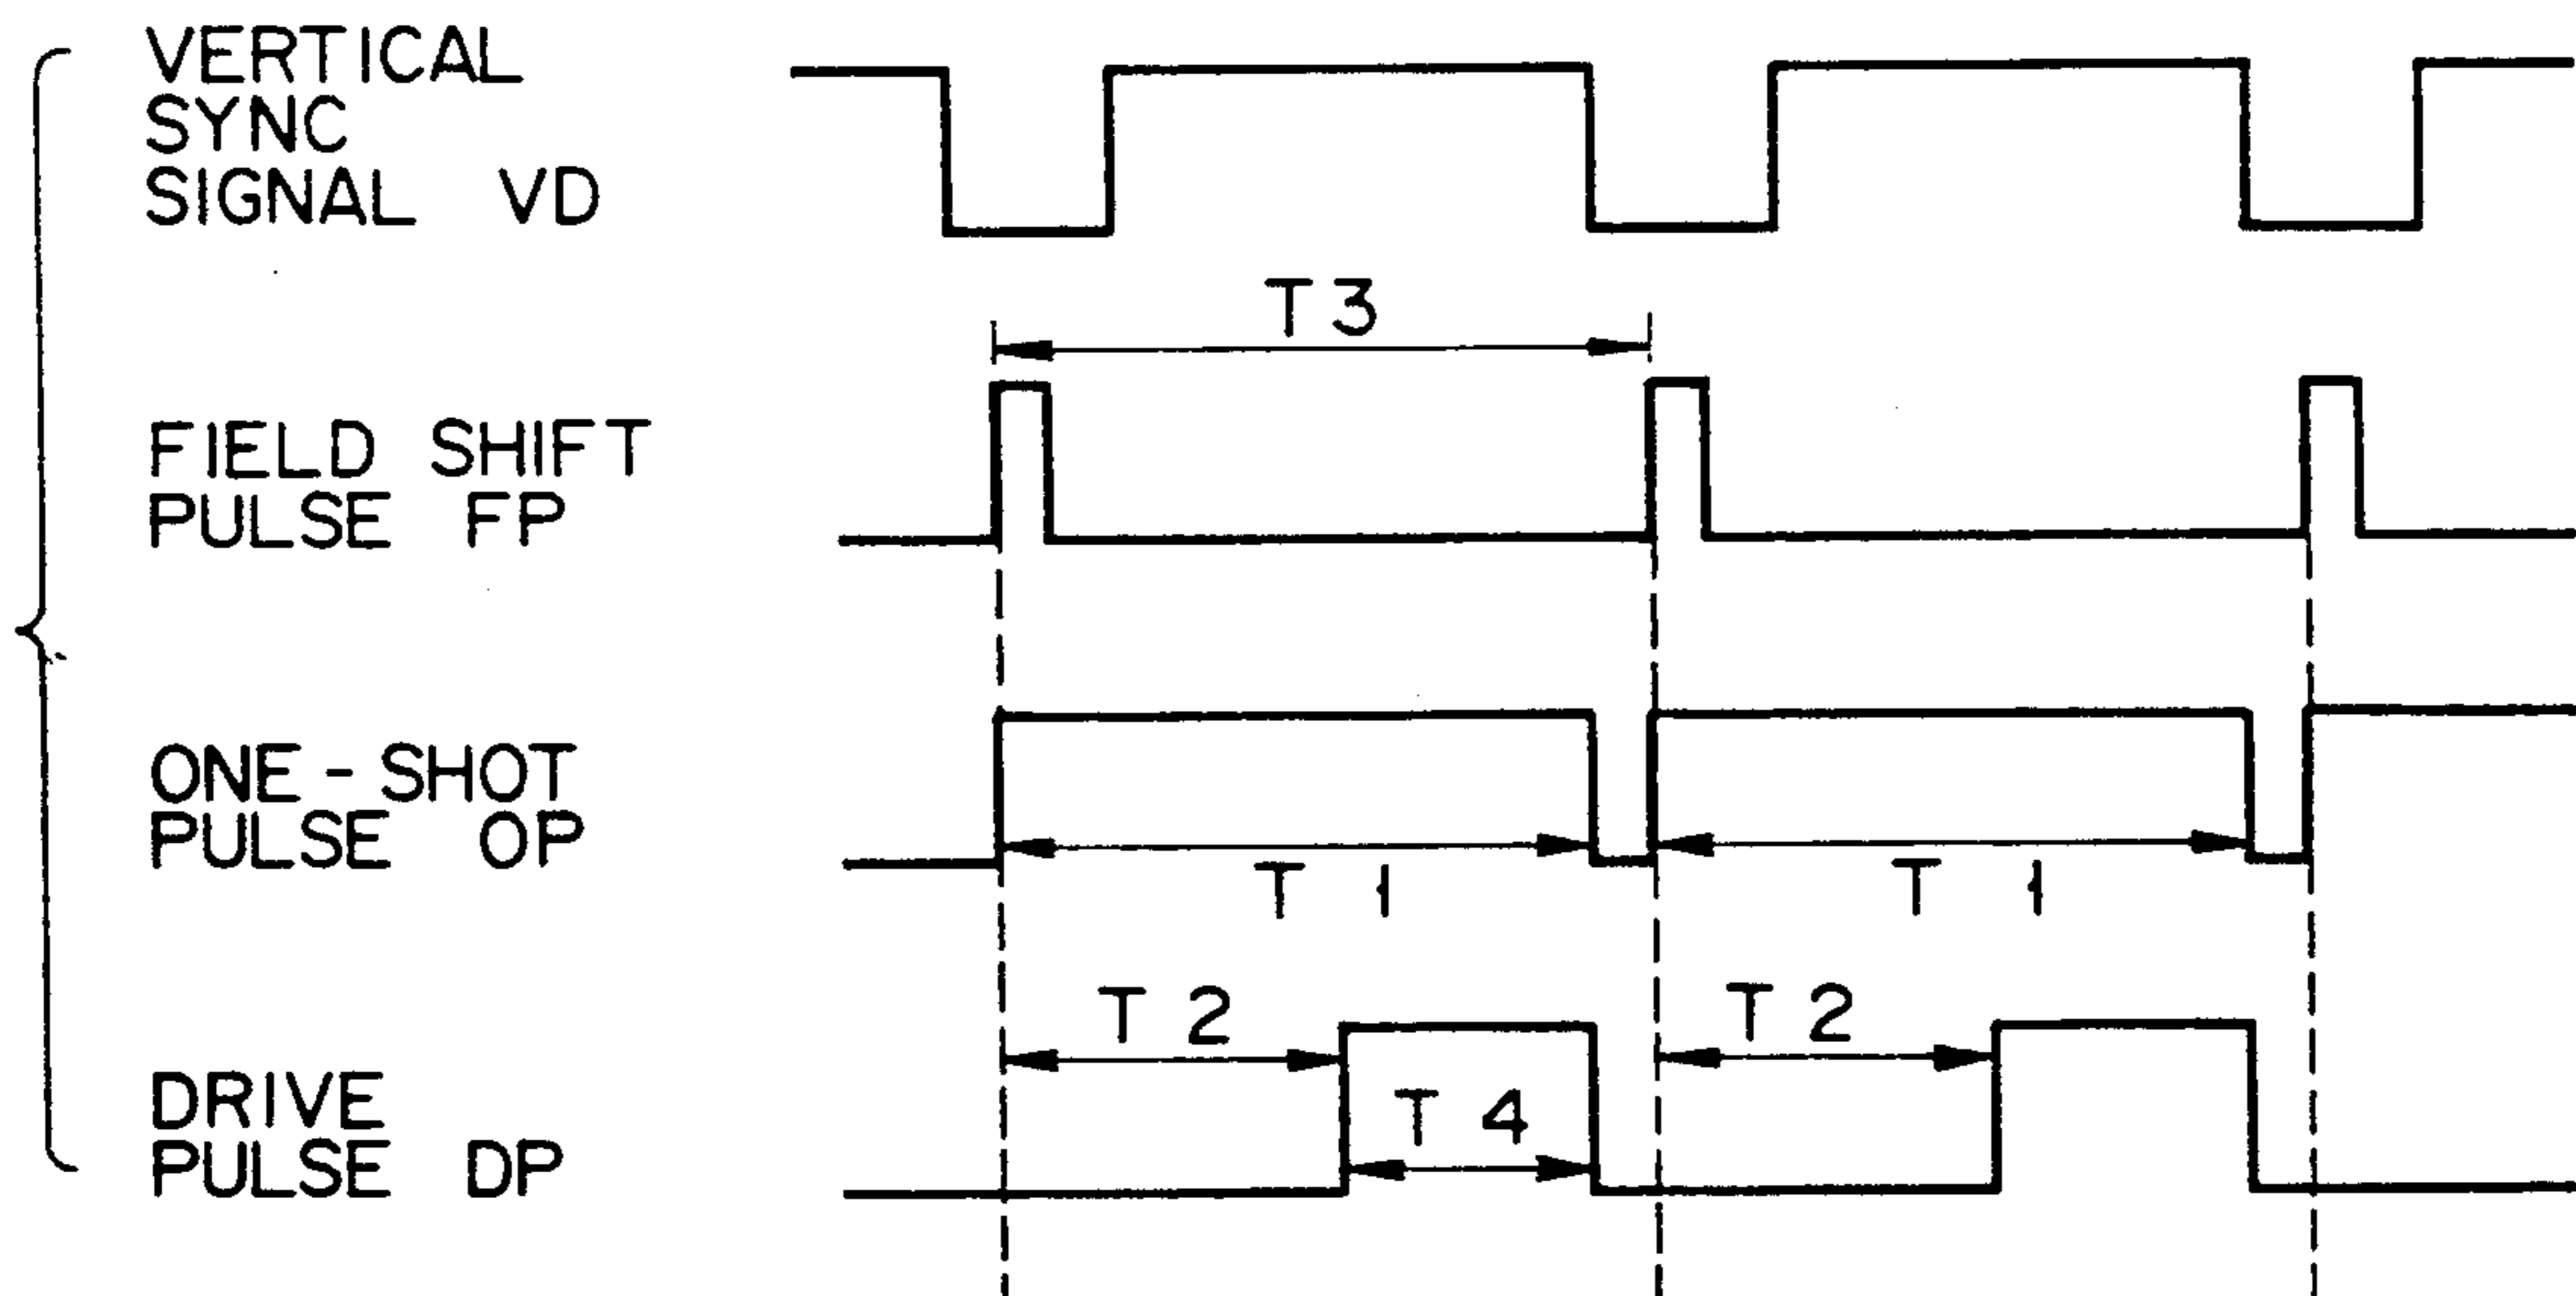 VERTICAL
SYNC
SIGNAL VD
T3
FIELD SHIFT
PULSE FP
ONE-SHOT
PULSE OP
T1
T1
T2
T2
T4
DRIVE
PULSE DP